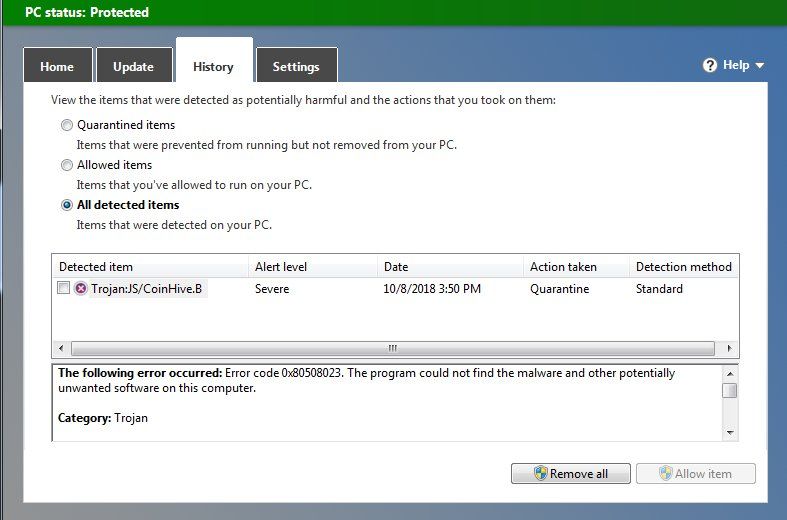 PC status: Protected
Home Update History Settings Help
View the items that were detected as potentially harmful and the actions that you took on them:
Quarantined items
Items that were prevented from running but not removed from your PC.
Allowed items
Items that you've allowed to run on your PC.
All detected items
Items that were detected on your PC.
Detected item Alert level Date Action taken Detection method
Trojan:JS/CoinHive.B Severe 10/8/2018 3:50 PM Quarantine Standard
The following error occurred: Error code 0x80508023. The program could not find the malware and other potentially
unwanted software on this computer.
Category: Trojan
Remove all Allow item